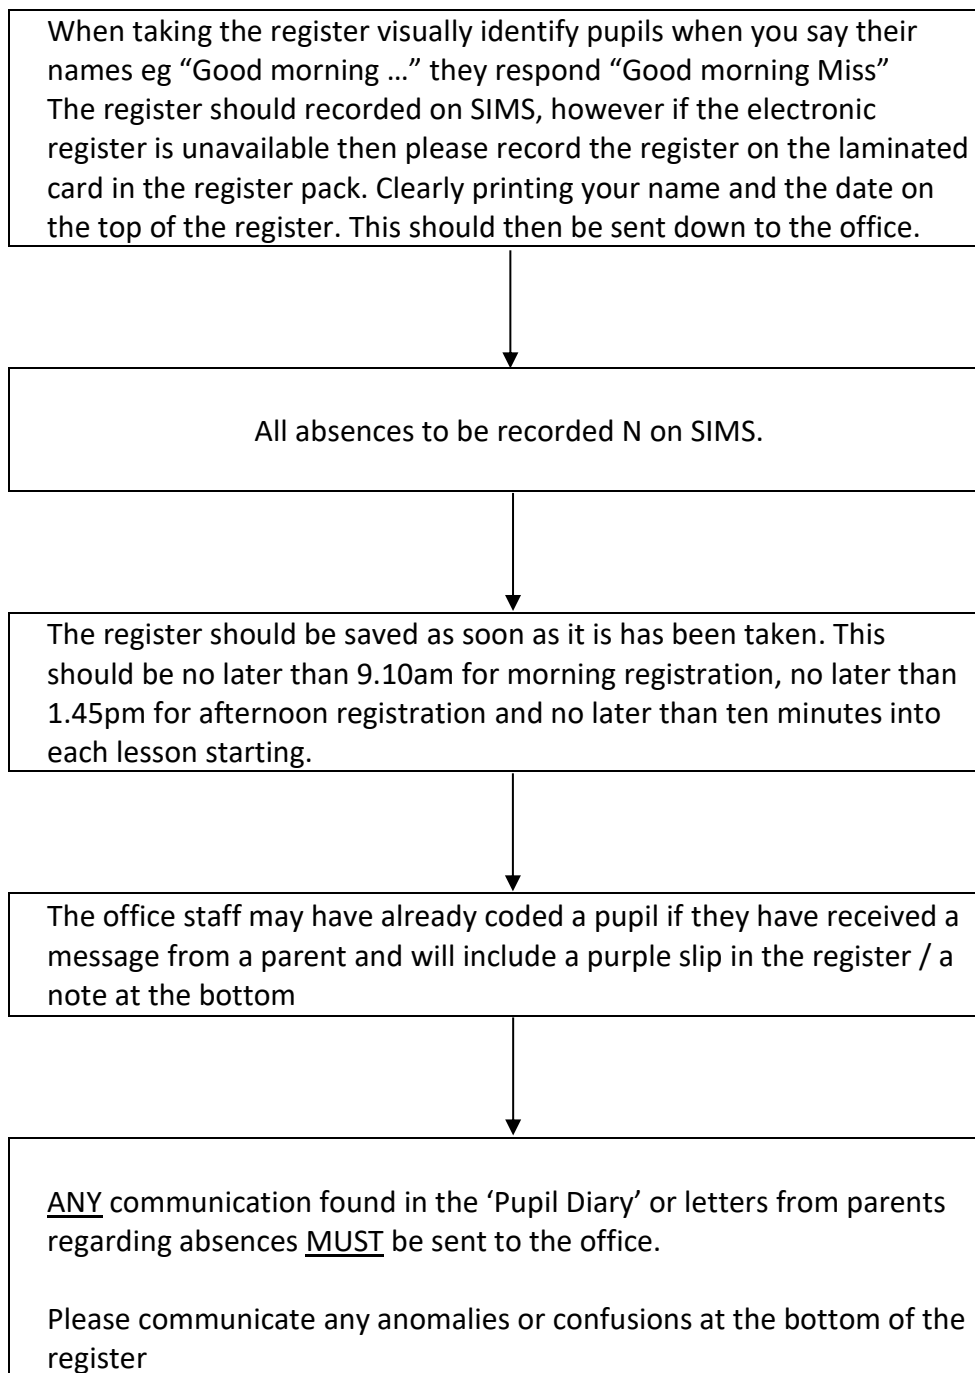 When taking the register visually identify pupils when you say their
names eg “Good morning …” they respond “Good morning Miss”
The register should recorded on SIMS, however if the electronic
register is unavailable then please record the register on the laminated
card in the register pack. Clearly printing your name and the date on
the top of the register. This should then be sent down to the office.
All absences to be recorded N on SIMS.
The register should be saved as soon as it is has been taken. This
should be no later than 9.10am for morning registration, no later than
1.45pm for afternoon registration and no later than ten minutes into
each lesson starting.
The office staff may have already coded a pupil if they have received a
message from a parent and will include a purple slip in the register / a
note at the bottom
ANY communication found in the ‘Pupil Diary’ or letters from parents
regarding absences MUST be sent to the office.
Please communicate any anomalies or confusions at the bottom of the
register